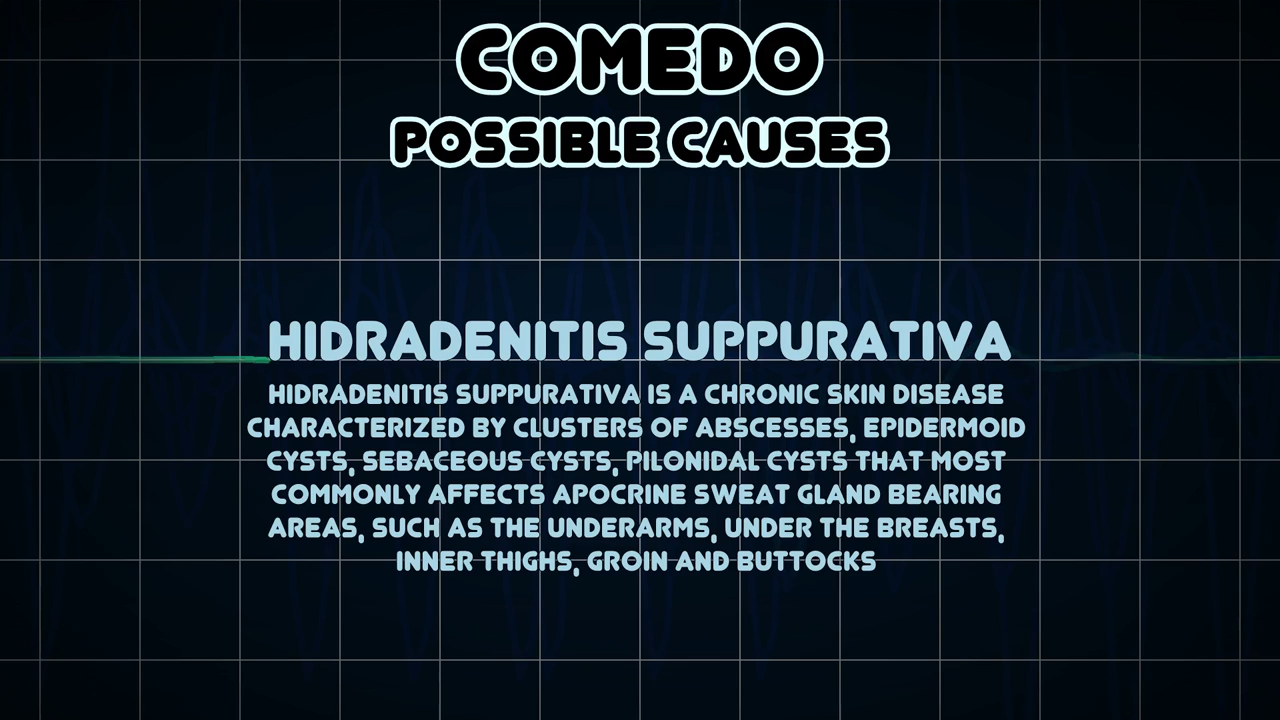 COMEDO
POSSIBLE CAUSES
HIDRADENITIS SUPPURATIVA
HIDRADENITIS SUPPURATIVA IS A CHRONIC SKIN DISEASE
CHARACTERIZED BY CLUSTERS OF ABSCESSES, EPIDERMOID
CYSTS, SEBACEOUS CYSTS, PILONIDAL CYSTS THAT MOST
COMMONLY AFFECTS APOCRINE SWEAT GLAND BEARING
AREAS, SUCH AS THE UNDERARMS, UNDER THE BREASTS,
INNER THIGHS, GROIN AND BUTTOCKS